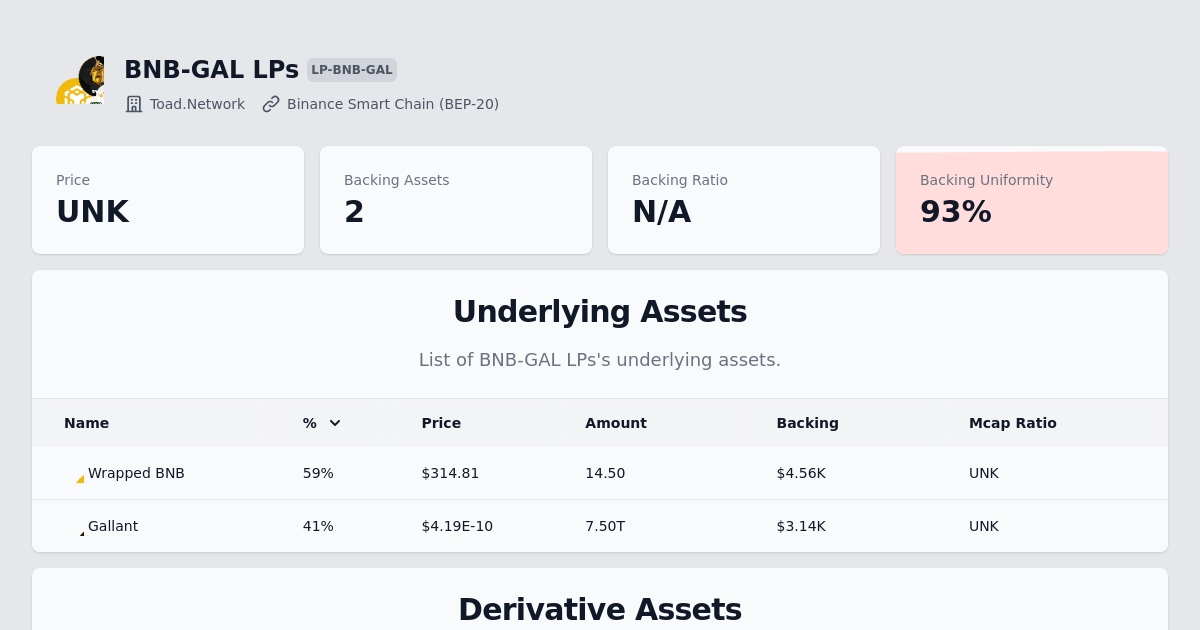 BNB-GAL LPs LP-BNB-GAL
Toad.Network Binance Smart Chain (BEP-20)
Price Backing Assets Backing Ratio Backing Uniformity
UNK 2 N/A 93%
Underlying Assets
List of BNB-GAL LPs's underlying assets.
Name % Price Amount Backing Mcap Ratio
Wrapped BNB 59% $314.81 14.50 $4.56K UNK
Gallant 41% $4.19E-10 7.50T $3.14K UNK
Derivative Assets